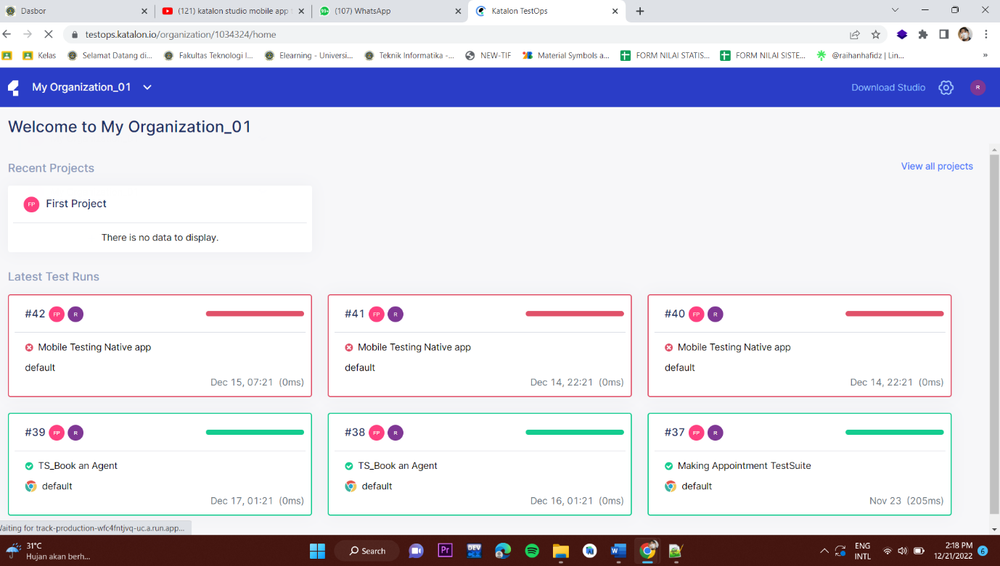 Dasbor
(121) katalon studio mobile app t
99+
(107) WhatsApp
Katalon TestOps
testops.katalon.io/organization/1034324/home
Kelas
Selamat Datang di...
Fakultas Teknologi I...
Elearning - Universi...
Teknik Informatika -...
NEW-TIF
Material Symbols a...
FORM NILAI STATIS...
FORM NILAI SISTE...
@raihanhafidz | Lin...
»
My Organization_01
Download Studio
R
Welcome to My Organization_01
Recent Projects
View all projects
FP First Project
There is no data to display.
Latest Test Runs
#42 FP R
Mobile Testing Native app
default
Dec 15, 07:21 (0ms)
#41 FP R
Mobile Testing Native app
default
Dec 14, 22:21 (0ms)
#40 FP R
Mobile Testing Native app
default
Dec 14, 22:21 (0ms)
#39 FP R
TS_Book an Agent
default
Dec 17, 01:21 (0ms)
#38 FP R
TS_Book an Agent
default
Dec 16, 01:21 (0ms)
#37 FP R
Making Appointment TestSuite
default
Nov 23 (205ms)
Waiting for track-production-wfc4fntjvq-uc.a.run.app...
31°C
Hujan akan berh...
Search
Pr
DEV
W
ENG
INTL
2:18 PM
12/21/2022
6